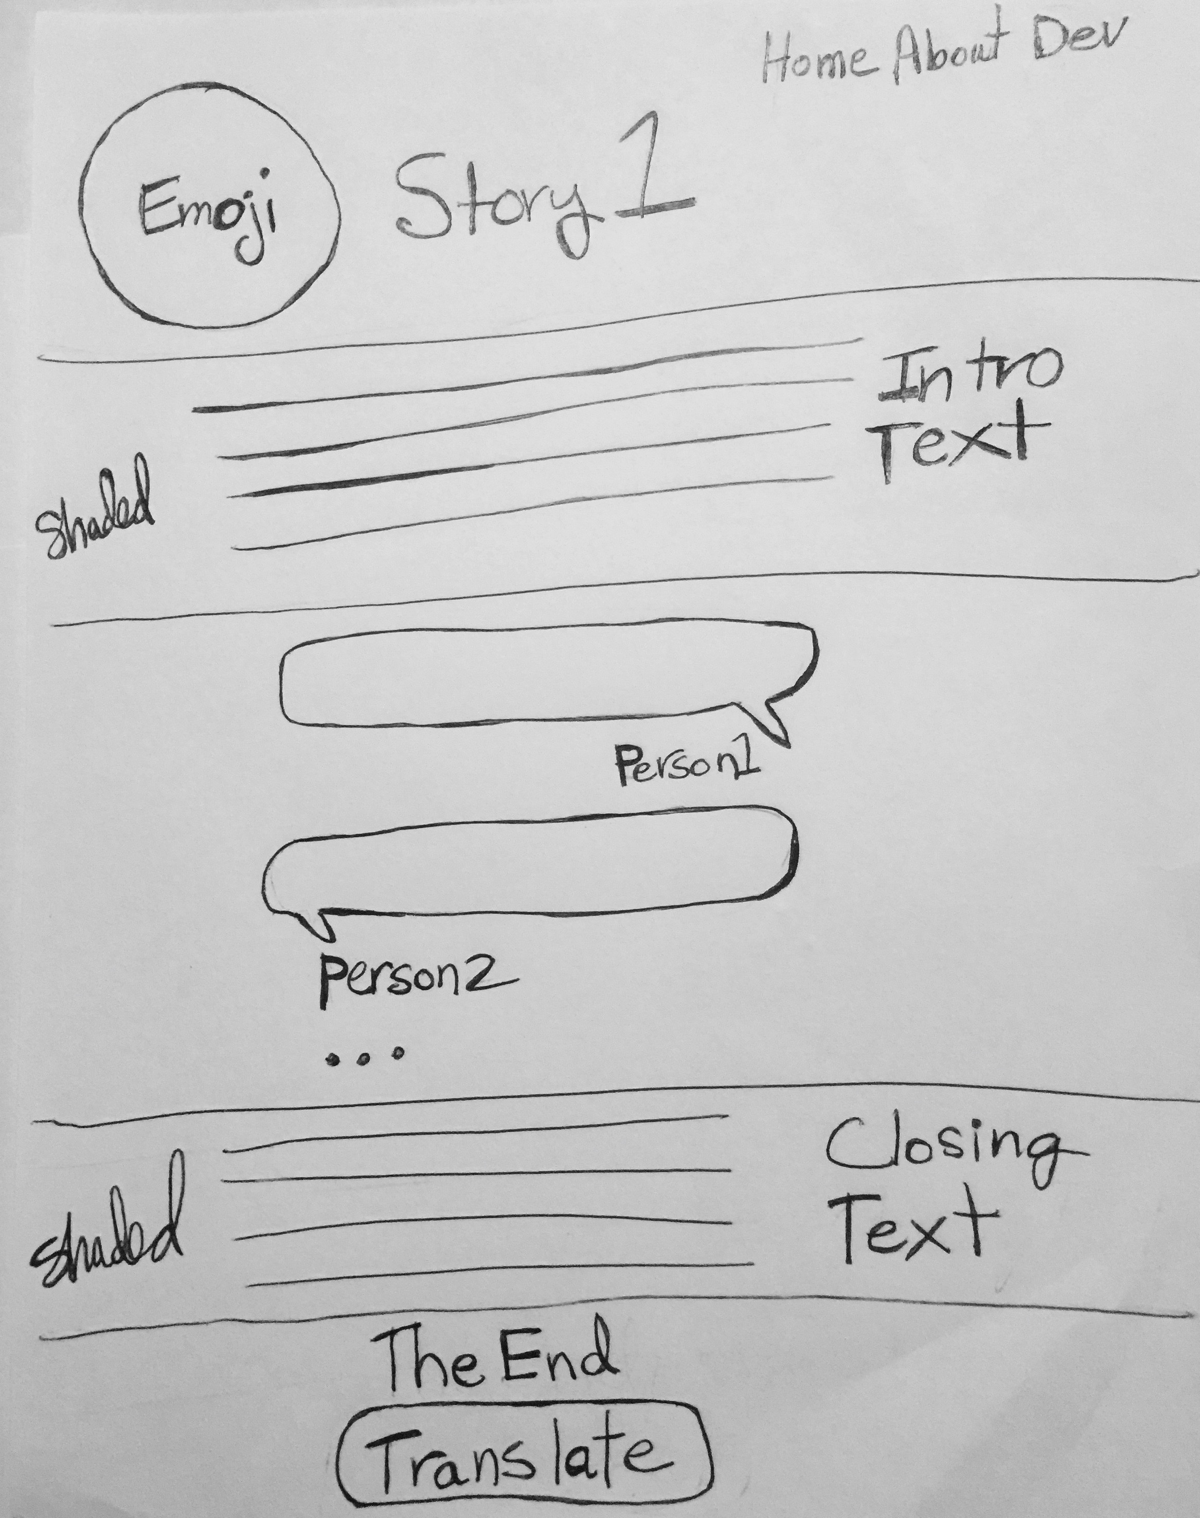 Home About Dev
Emoji
Story 1
Intro
Text
Shaded
Person1
Person2
...
Closing
Text
Shaded
The End
Translate